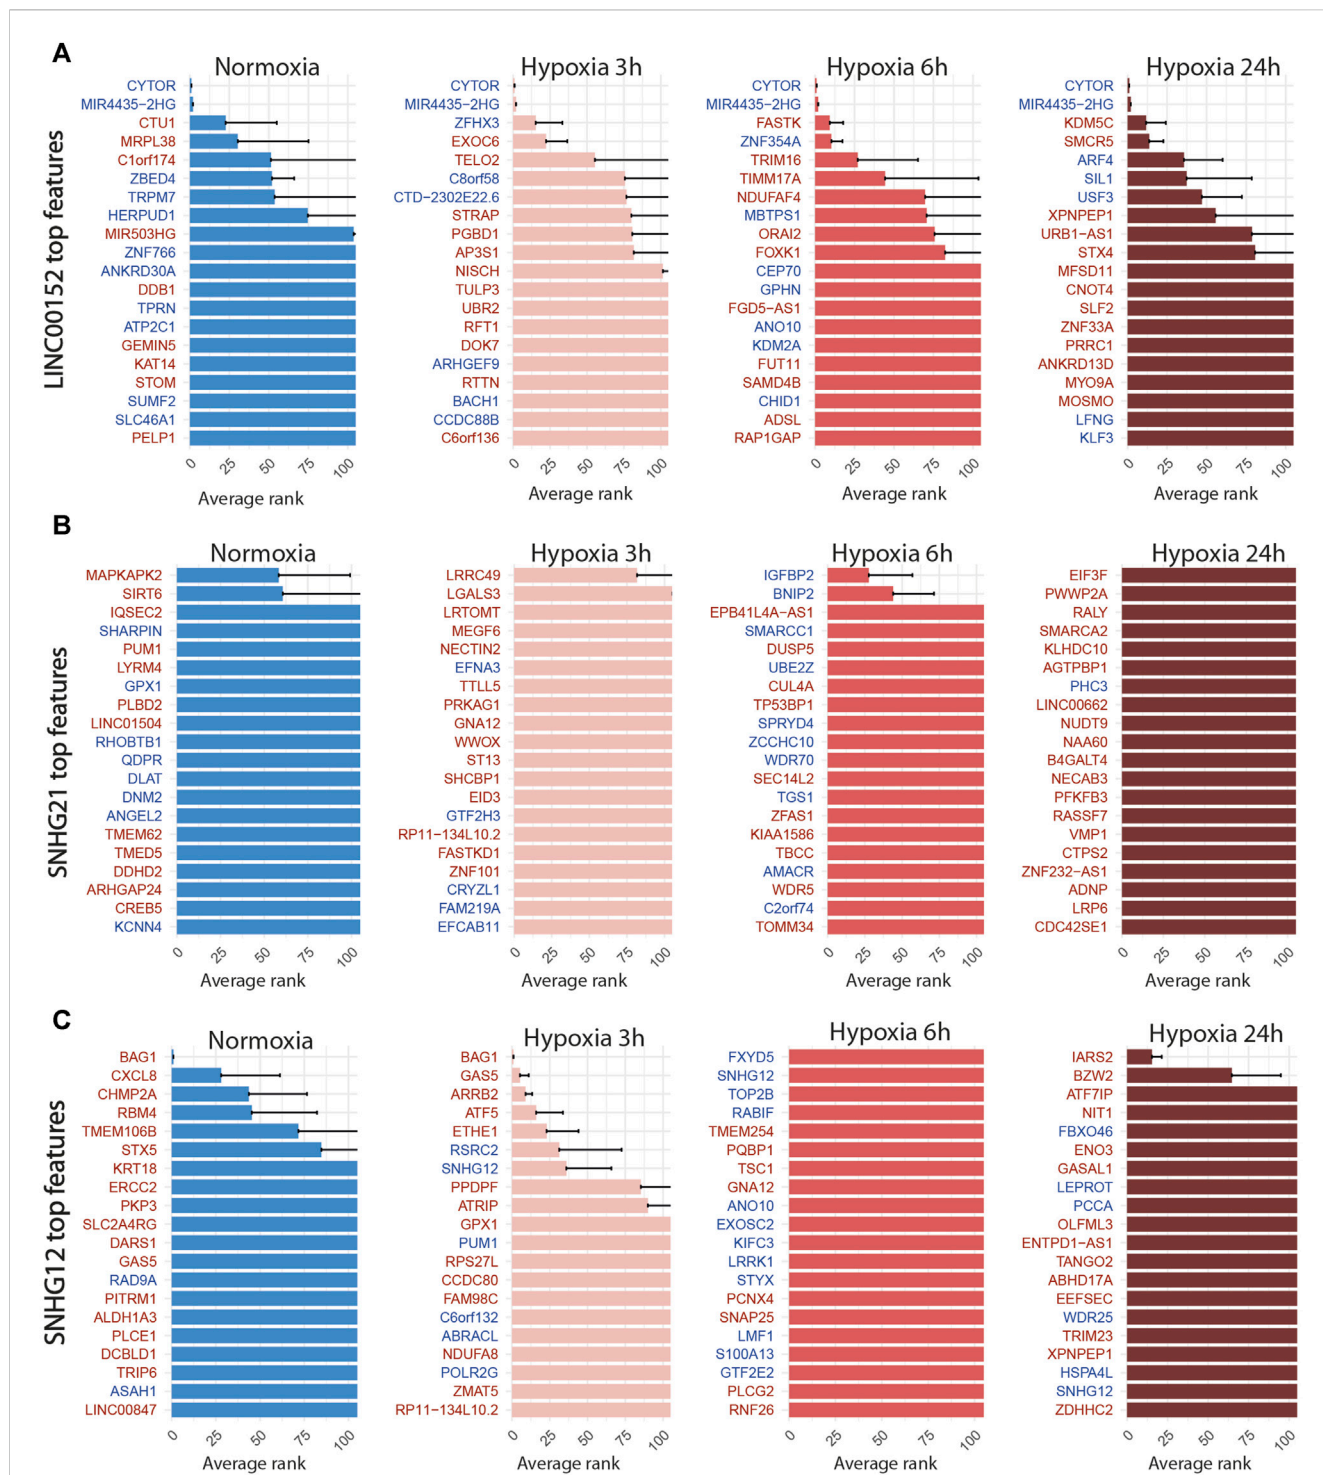 A
LINC00152 top features
Normoxia
CYTOR
MIR4435-2HG
CTU1
MRPL38
C1orf174
ZBED4
TRPM7
HERPUD1
MIR503HG
ZNF766
ANKRD30A
DDB1
TPRN
ATP2C1
GEMIN5
KAT14
STOM
SUMF2
SLC46A1
PELP1
0 25 50 75 100
Average rank
Hypoxia 3h
CYTOR
MIR4435-2HG
ZFHX3
EXOC6
TELO2
C8orf58
CTD-2302E22.6
STRAP
PGBD1
AP3S1
NISCH
TULP3
UBR2
RFT1
DOK7
ARHGEF9
RTTN
BACH1
CCDC88B
C6orf136
0 25 50 75 100
Average rank
Hypoxia 6h
CYTOR
MIR4435-2HG
FASTK
ZNF354A
TRIM16
TIMM17A
NDUFAF4
MBTPS1
ORAI2
FOXK1
CEP70
GPHN
FGD5-AS1
ANO10
KDM2A
FUT11
SAMD4B
CHID1
ADSL
RAP1GAP
0 25 50 75 100
Average rank
Hypoxia 24h
CYTOR
MIR4435-2HG
KDM5C
SMCR5
ARF4
SIL1
USF3
XPNPEP1
URB1-AS1
STX4
MFSD11
CNOT4
SLF2
ZNF33A
PRRC1
ANKRD13D
MYO9A
MOSMO
LFNG
KLF3
0 25 50 75 100
Average rank
B
SNHG21 top features
Normoxia
MAPKAPK2
SIRT6
IQSEC2
SHARPIN
PUM1
LYRM4
GPX1
PLBD2
LINC01504
RHOBTB1
QDPR
DLAT
DNM2
ANGEL2
TMEM62
TMED5
DDHD2
ARHGAP24
CREB5
KCNN4
0 25 50 75 100
Average rank
Hypoxia 3h
LRRC49
LGALS3
LRTOMT
MEGF6
NECTIN2
EFNA3
TTLL5
PRKAG1
GNA12
WWOX
ST13
SHCBP1
EID3
GTF2H3
RP11-134L10.2
FASTKD1
ZNF101
CRYZL1
FAM219A
EFCAB11
0 25 50 75 100
Average rank
Hypoxia 6h
IGFBP2
BNIP2
EPB41L4A-AS1
SMARCC1
DUSP5
UBE2Z
CUL4A
TP53BP1
SPRYD4
ZCCHC10
WDR70
SEC14L2
TGS1
ZFAS1
KIAA1586
TBCC
AMACR
WDR5
C2orf74
TOMM34
0 25 50 75 100
Average rank
Hypoxia 24h
EIF3F
PWWP2A
RALY
SMARCA2
KLHDC10
AGTPBP1
PHC3
LINC00662
NUDT9
NAA60
B4GALT4
NECAB3
PFKFB3
RASSF7
VMP1
CTPS2
ZNF232-AS1
ADNP
LRP6
CDC42SE1
0 25 50 75 100
Average rank
C
SNHG12 top features
Normoxia
BAG1
CXCL8
CHMP2A
RBM4
TMEM106B
STX5
KRT18
ERCC2
PKP3
SLC2A4RG
DARS1
GAS5
RAD9A
PITRM1
ALDH1A3
PLCE1
DCBLD1
TRIP6
ASAH1
LINC00847
0 25 50 75 100
Average rank
Hypoxia 3h
BAG1
GAS5
ARRB2
ATF5
ETHE1
RSRC2
SNHG12
PPDPF
ATRIP
GPX1
PUM1
RPS27L
CCDC80
FAM98C
C6orf132
ABRACL
NDUFA8
POLR2G
ZMAT5
RP11-134L10.2
0 25 50 75 100
Average rank
Hypoxia 6h
FXYD5
SNHG12
TOP2B
RABIF
TMEM254
PQBP1
TSC1
GNA12
ANO10
EXOSC2
KIFC3
LRRK1
STYX
PCNX4
SNAP25
LMF1
S100A13
GTF2E2
PLCG2
RNF26
0 25 50 75 100
Average rank
Hypoxia 24h
IARS2
BZW2
ATF7IP
NIT1
FBXO46
ENO3
GASAL1
LEPROT
PCCA
OLFML3
ENTPD1-AS1
TANGO2
ABHD17A
EEFSEC
WDR25
TRIM23
XPNPEP1
HSPA4L
SNHG12
ZDHHC2
0 25 50 75 100
Average rank